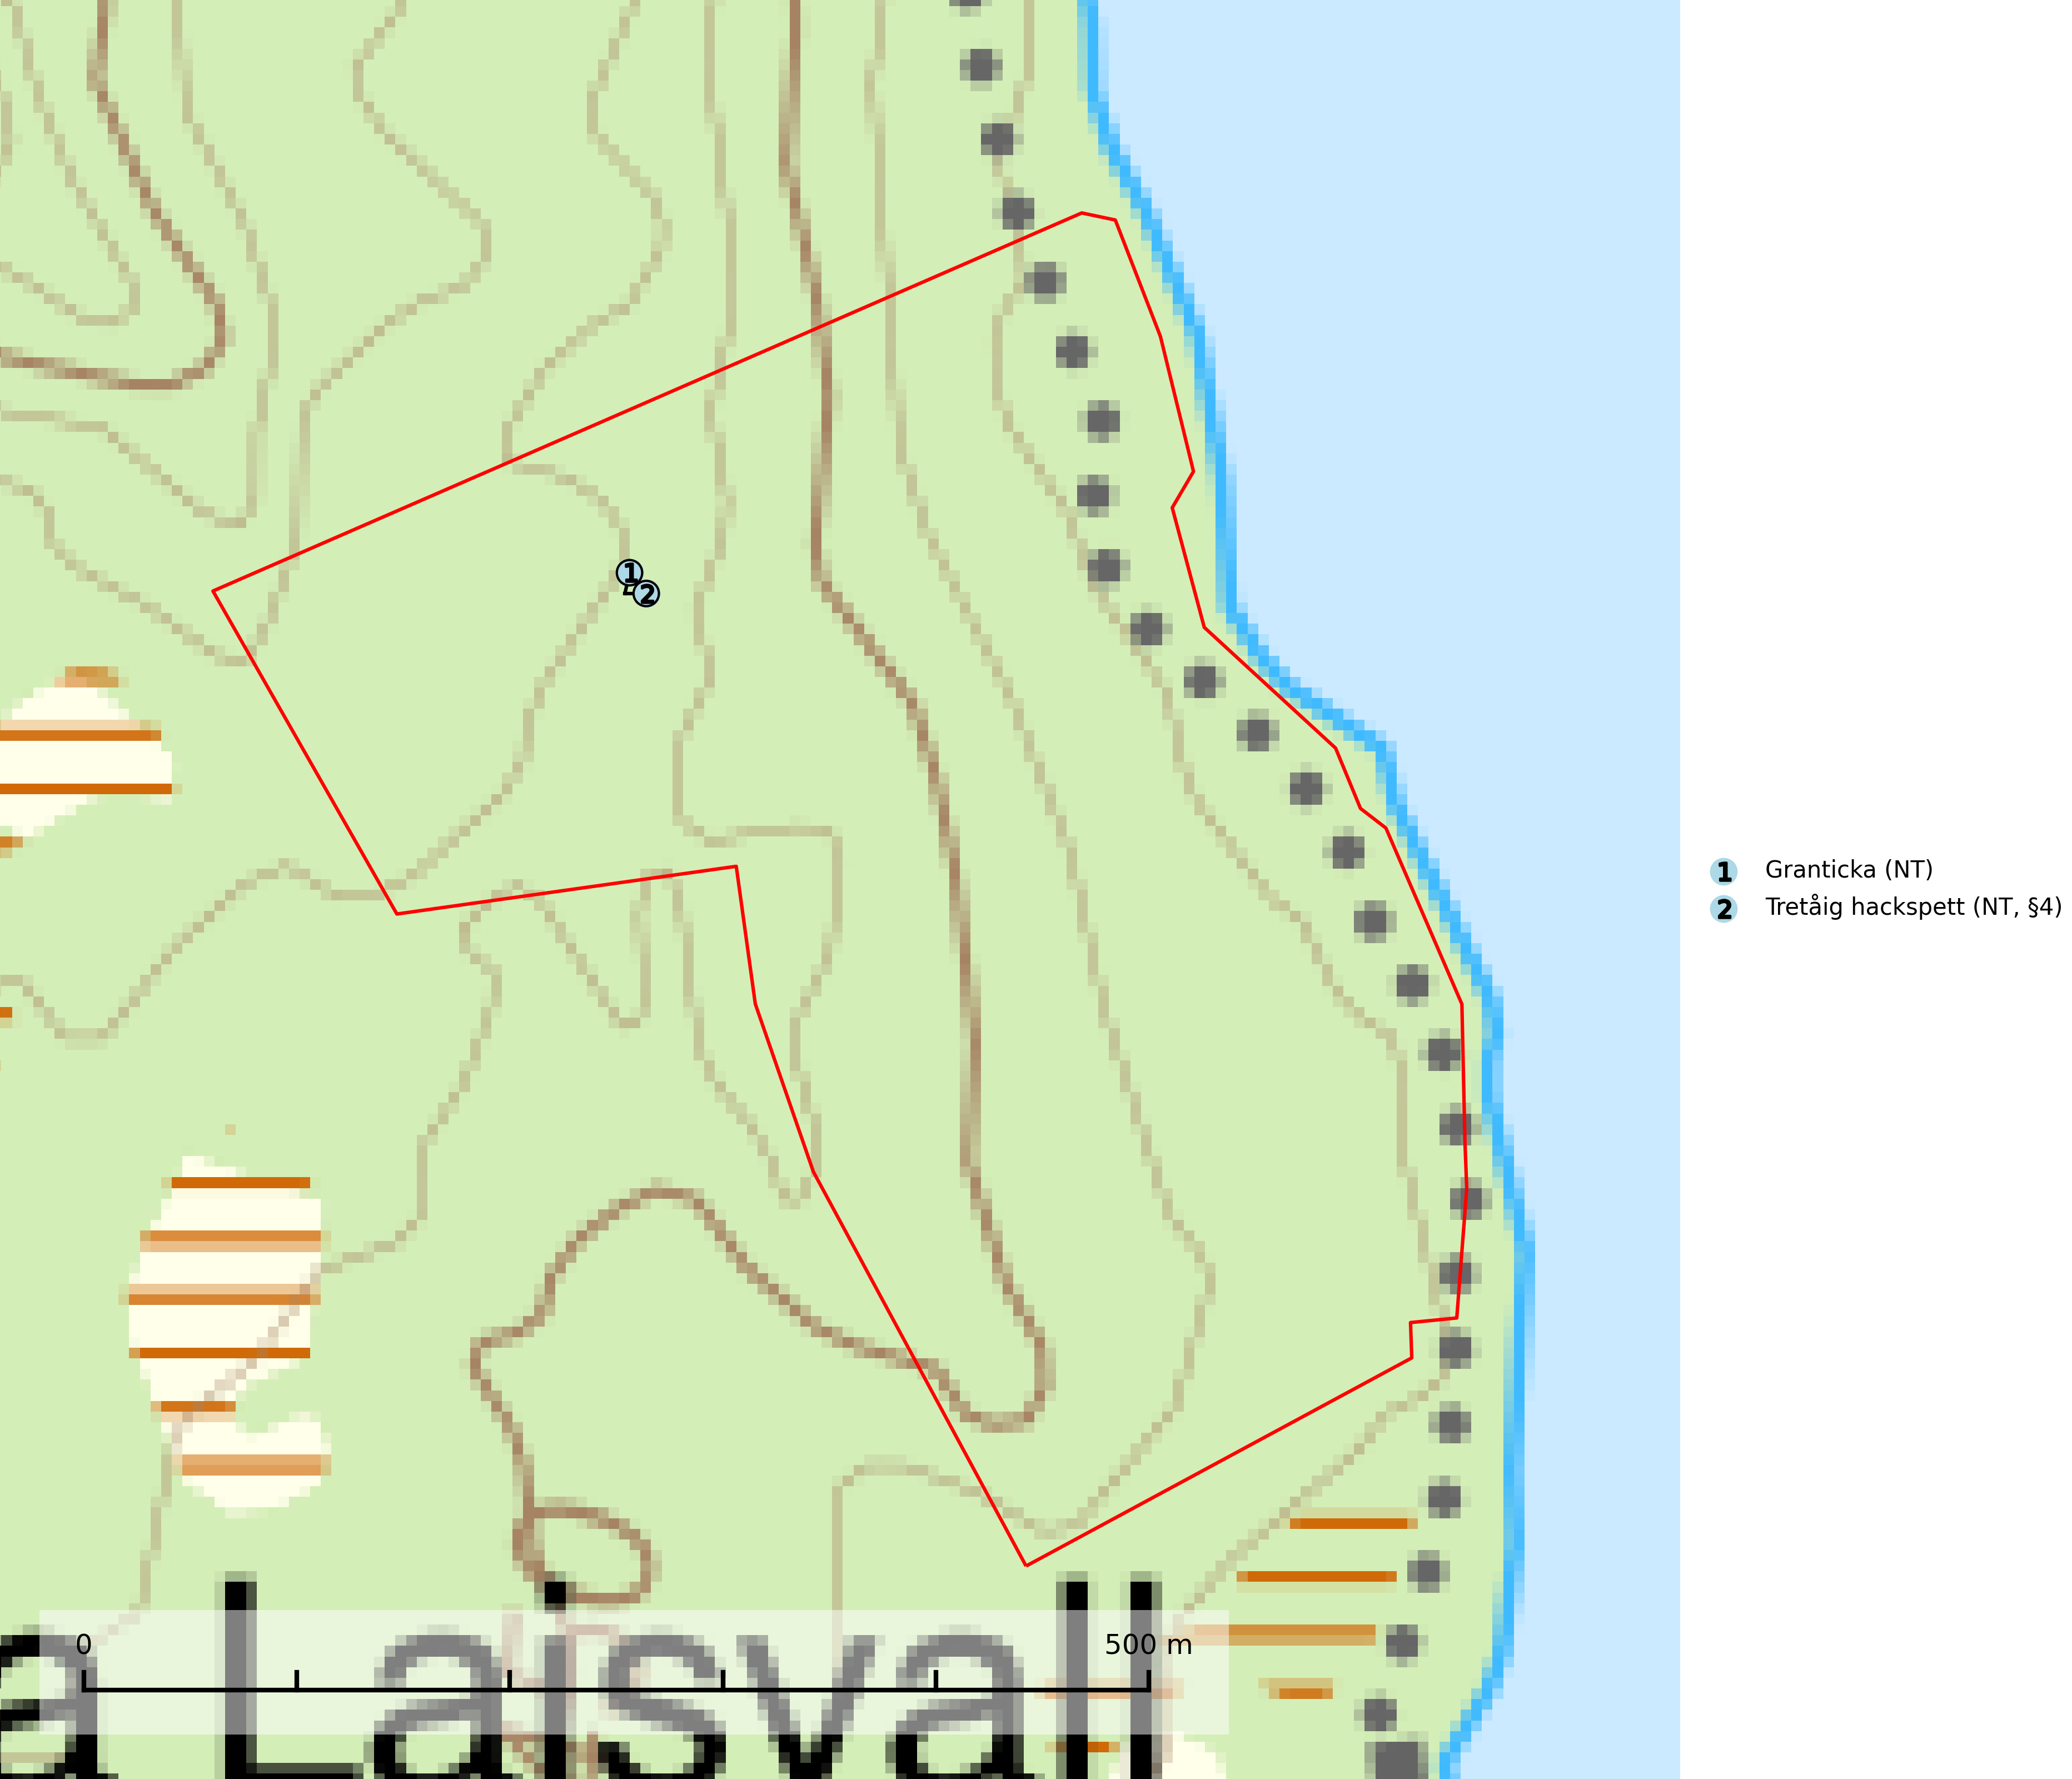 1
2
1 Granticka (NT)
2 Tretåig hackspett (NT, §4)
a Laisvall
0 500 m